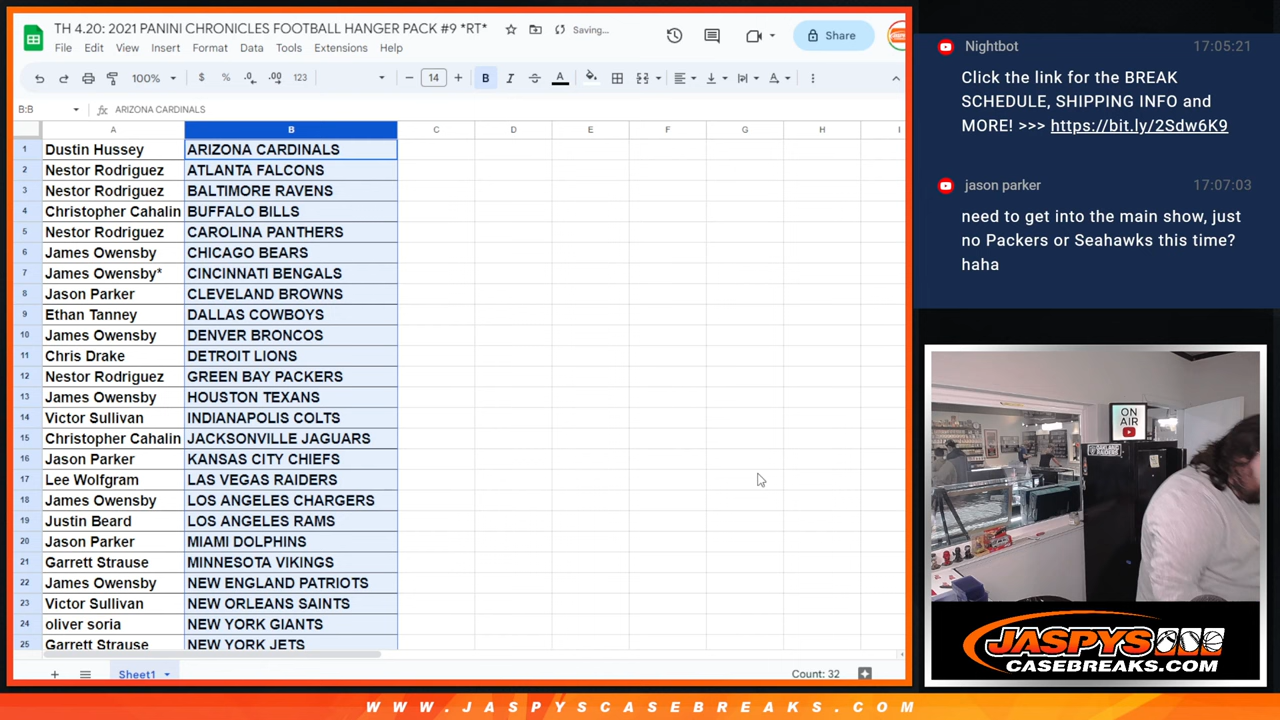 TH 4.20: 2021 PANINI CHRONICLES FOOTBALL HANGER PACK #9 *RT*
Saving...
Share
File Edit View Insert Format Data Tools Extensions Help
100% $ % .0 .00 123 14 B I S A
B:B fx ARIZONA CARDINALS
A B C D E F G H I
1 Dustin Hussey ARIZONA CARDINALS
2 Nestor Rodriguez ATLANTA FALCONS
3 Nestor Rodriguez BALTIMORE RAVENS
4 Christopher Cahalin BUFFALO BILLS
5 Nestor Rodriguez CAROLINA PANTHERS
6 James Owensby CHICAGO BEARS
7 James Owensby* CINCINNATI BENGALS
8 Jason Parker CLEVELAND BROWNS
9 Ethan Tanney DALLAS COWBOYS
10 James Owensby DENVER BRONCOS
11 Chris Drake DETROIT LIONS
12 Nestor Rodriguez GREEN BAY PACKERS
13 James Owensby HOUSTON TEXANS
14 Victor Sullivan INDIANAPOLIS COLTS
15 Christopher Cahalin JACKSONVILLE JAGUARS
16 Jason Parker KANSAS CITY CHIEFS
17 Lee Wolfgram LAS VEGAS RAIDERS
18 James Owensby LOS ANGELES CHARGERS
19 Justin Beard LOS ANGELES RAMS
20 Jason Parker MIAMI DOLPHINS
21 Garrett Strause MINNESOTA VIKINGS
22 James Owensby NEW ENGLAND PATRIOTS
23 Victor Sullivan NEW ORLEANS SAINTS
24 oliver soria NEW YORK GIANTS
25 Garrett Strause NEW YORK JETS
Sheet1
Count: 32
Nightbot 17:05:21
Click the link for the BREAK
SCHEDULE, SHIPPING INFO and
MORE! >>> https://bit.ly/2Sdw6K9
jason parker 17:07:03
need to get into the main show, just
no Packers or Seahawks this time?
haha
ON
AIR
OAKLAND
RAIDERS
JASPYS
CASEBREAKS.COM
WWW.JASPYSCASEBREAKS.COM